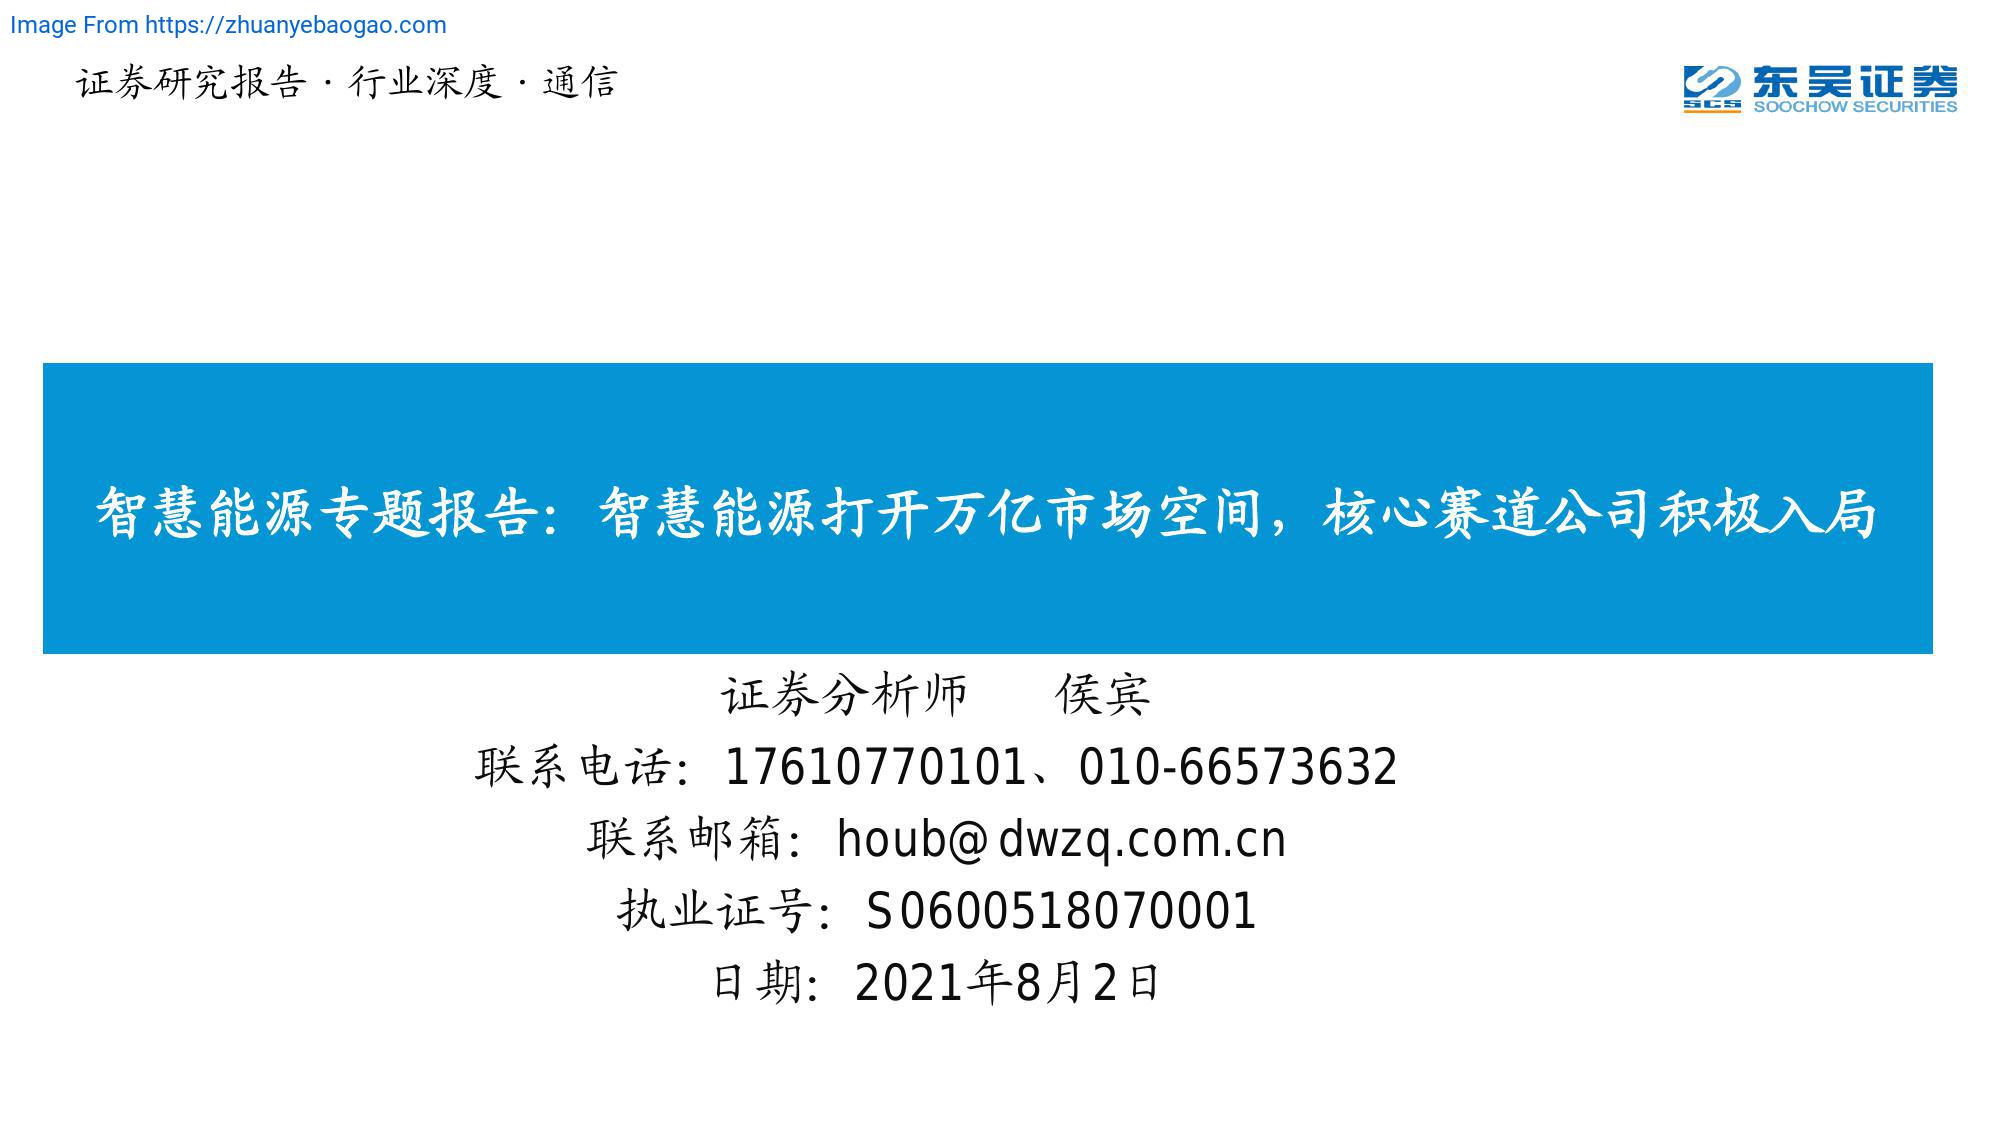 Image From https://zhuanyebaogao.com
证券研究报告·行业深度·通信
东吴证券
SCS
SOOCHOW SECURITIES
智慧能源专题报告：智慧能源打开万亿市场空间，核心赛道公司积极入局
证券分析师 侯宾
联系电话：17610770101、010-66573632
联系邮箱：houb@dwzq.com.cn
执业证号：S0600518070001
日期：2021年8月2日